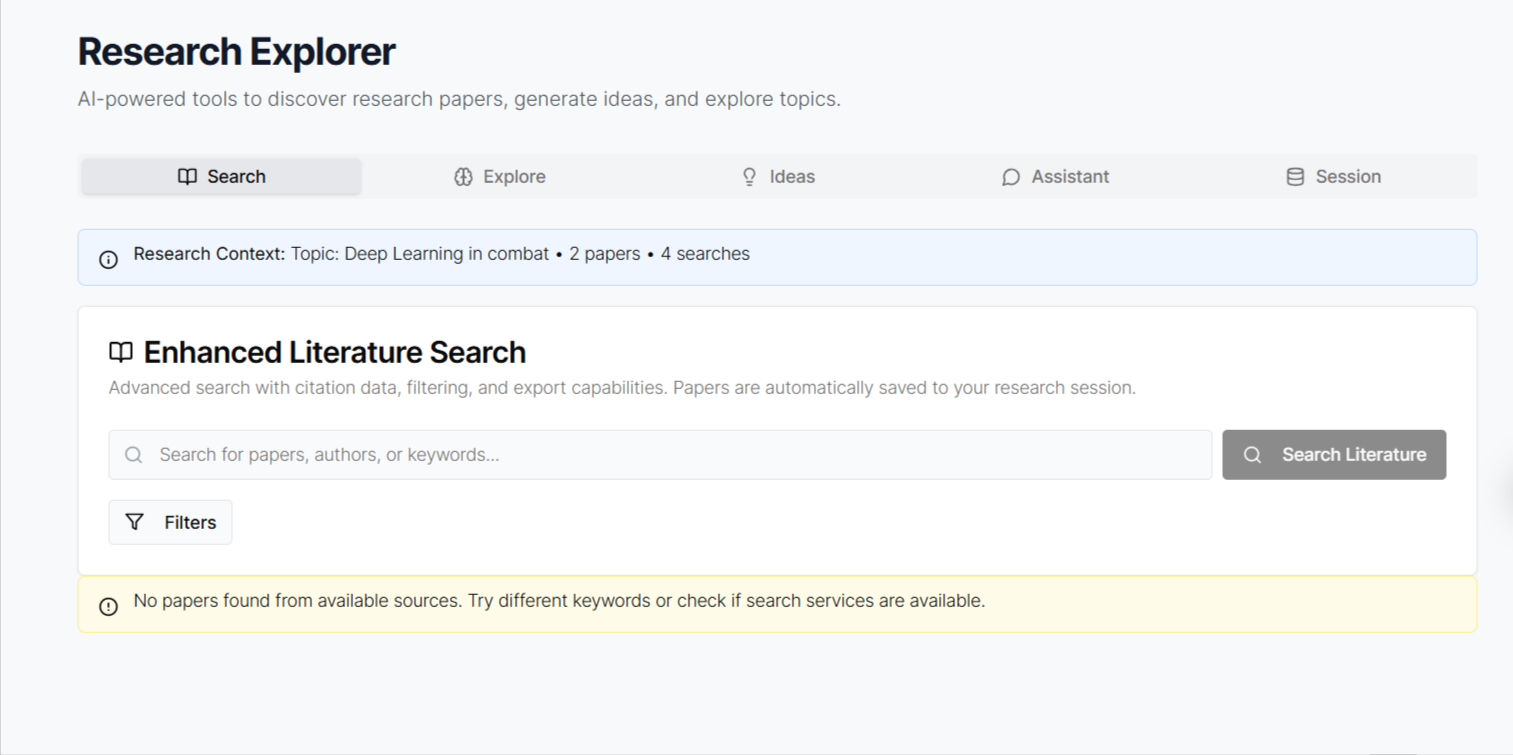 Research Explorer
AI-powered tools to discover research papers, generate ideas, and explore topics.
Search
Explore
Ideas
Assistant
Session
Research Context: Topic: Deep Learning in combat • 2 papers • 4 searches
Enhanced Literature Search
Advanced search with citation data, filtering, and export capabilities. Papers are automatically saved to your research session.
Search for papers, authors, or keywords...
Search Literature
Filters
No papers found from available sources. Try different keywords or check if search services are available.